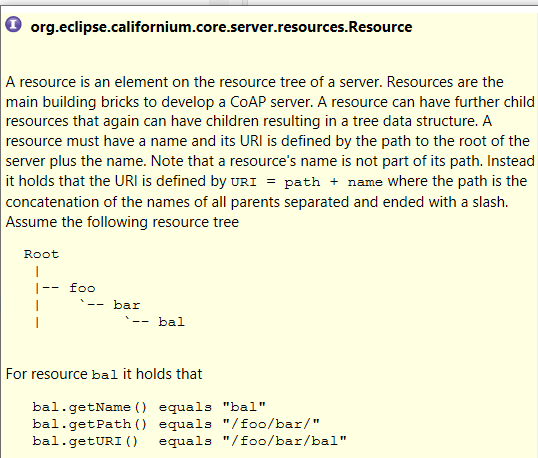 I org.eclipse.californium.core.server.resources.Resource
A resource is an element on the resource tree of a server. Resources are the
main building bricks to develop a CoAP server. A resource can have further child
resources that again can have children resulting in a tree data structure. A
resource must have a name and its URI is defined by the path to the root of the
server plus the name. Note that a resource's name is not part of its path. Instead
it holds that the URI is defined by URI = path + name where the path is the
concatenation of the names of all parents separated and ended with a slash.
Assume the following resource tree
Root
|
|-- foo
|    `-- bar
|         `-- bal
For resource bal it holds that
bal.getName() equals "bal"
bal.getPath() equals "/foo/bar/"
bal.getURI()  equals "/foo/bar/bal"